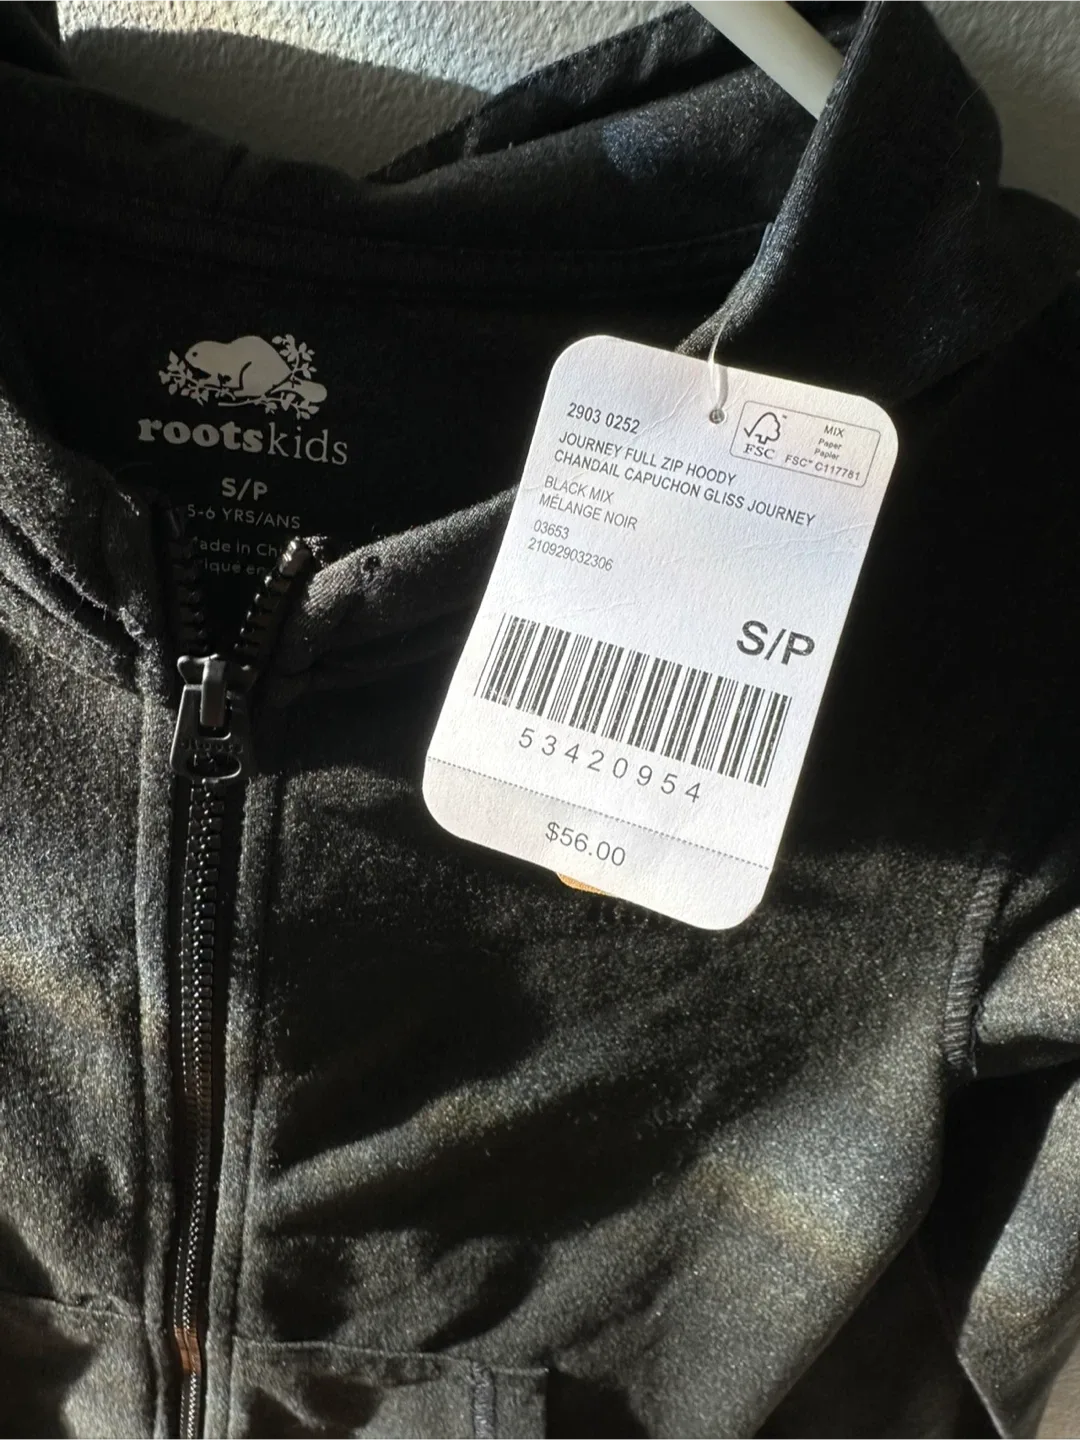 rootskids
S/P
5-6 YRS/ANS
2903 0252
JOURNEY FULL ZIP HOODY
CHANDAIL CAPUCHON GLISS JOURNEY
BLACK MIX
MÉLANGE NOIR
03653
210929032306
FSC
MIX
Paper
Papier
FSC™ C117781
S/P
53420954
$56.00